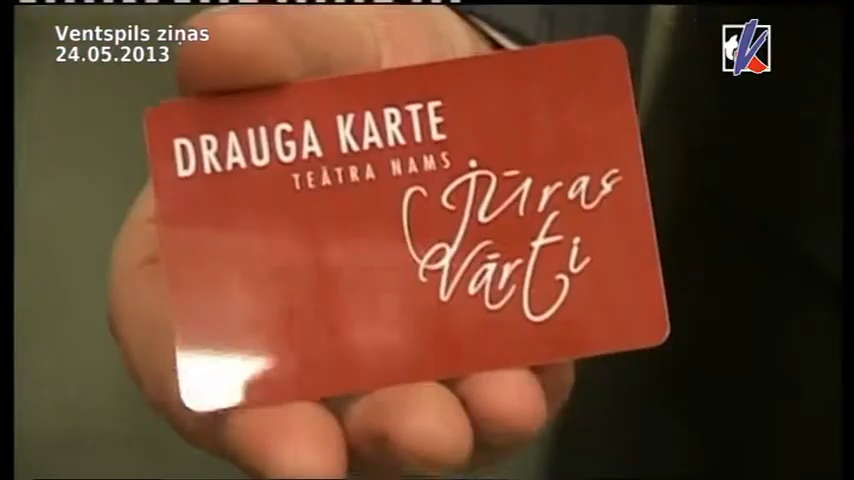 Ventspils ziņas
24.05.2013
DRAUGA KARTE
TEĀTRA NAMS
jūras
vārti